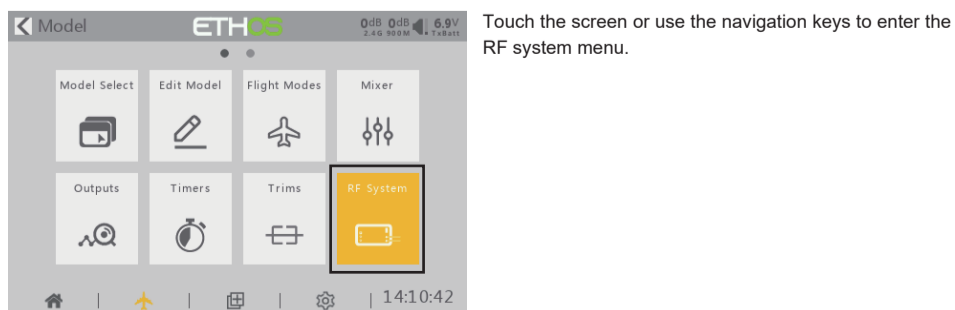 Model
ETHOS
0dB 0dB 6.9V
2.4G 900M TxBatt
Model Select Edit Model Flight Modes Mixer
Outputs Timers Trims RF System
14:10:42
Touch the screen or use the navigation keys to enter the
RF system menu.